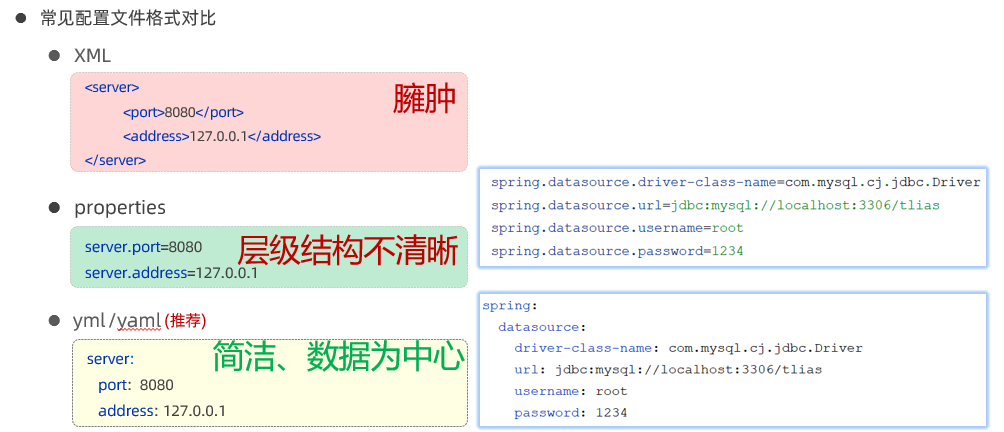 常见配置文件格式对比
XML
<server>
<port>8080</port>
<address>127.0.0.1</address>
</server>
臃肿
properties
server.port=8080
server.address=127.0.0.1
层级结构不清晰
spring.datasource.driver-class-name=com.mysql.cj.jdbc.Driver
spring.datasource.url=jdbc:mysql://localhost:3306/tlias
spring.datasource.username=root
spring.datasource.password=1234
yml /yaml (推荐)
server:
port: 8080
address: 127.0.0.1
简洁、数据为中心
spring:
datasource:
driver-class-name: com.mysql.cj.jdbc.Driver
url: jdbc:mysql://localhost:3306/tlias
username: root
password: 1234